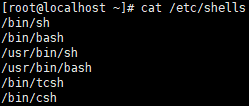 [root@localhost ~]# cat /etc/shells
/bin/sh
/bin/bash
/usr/bin/sh
/usr/bin/bash
/bin/tcsh
/bin/csh